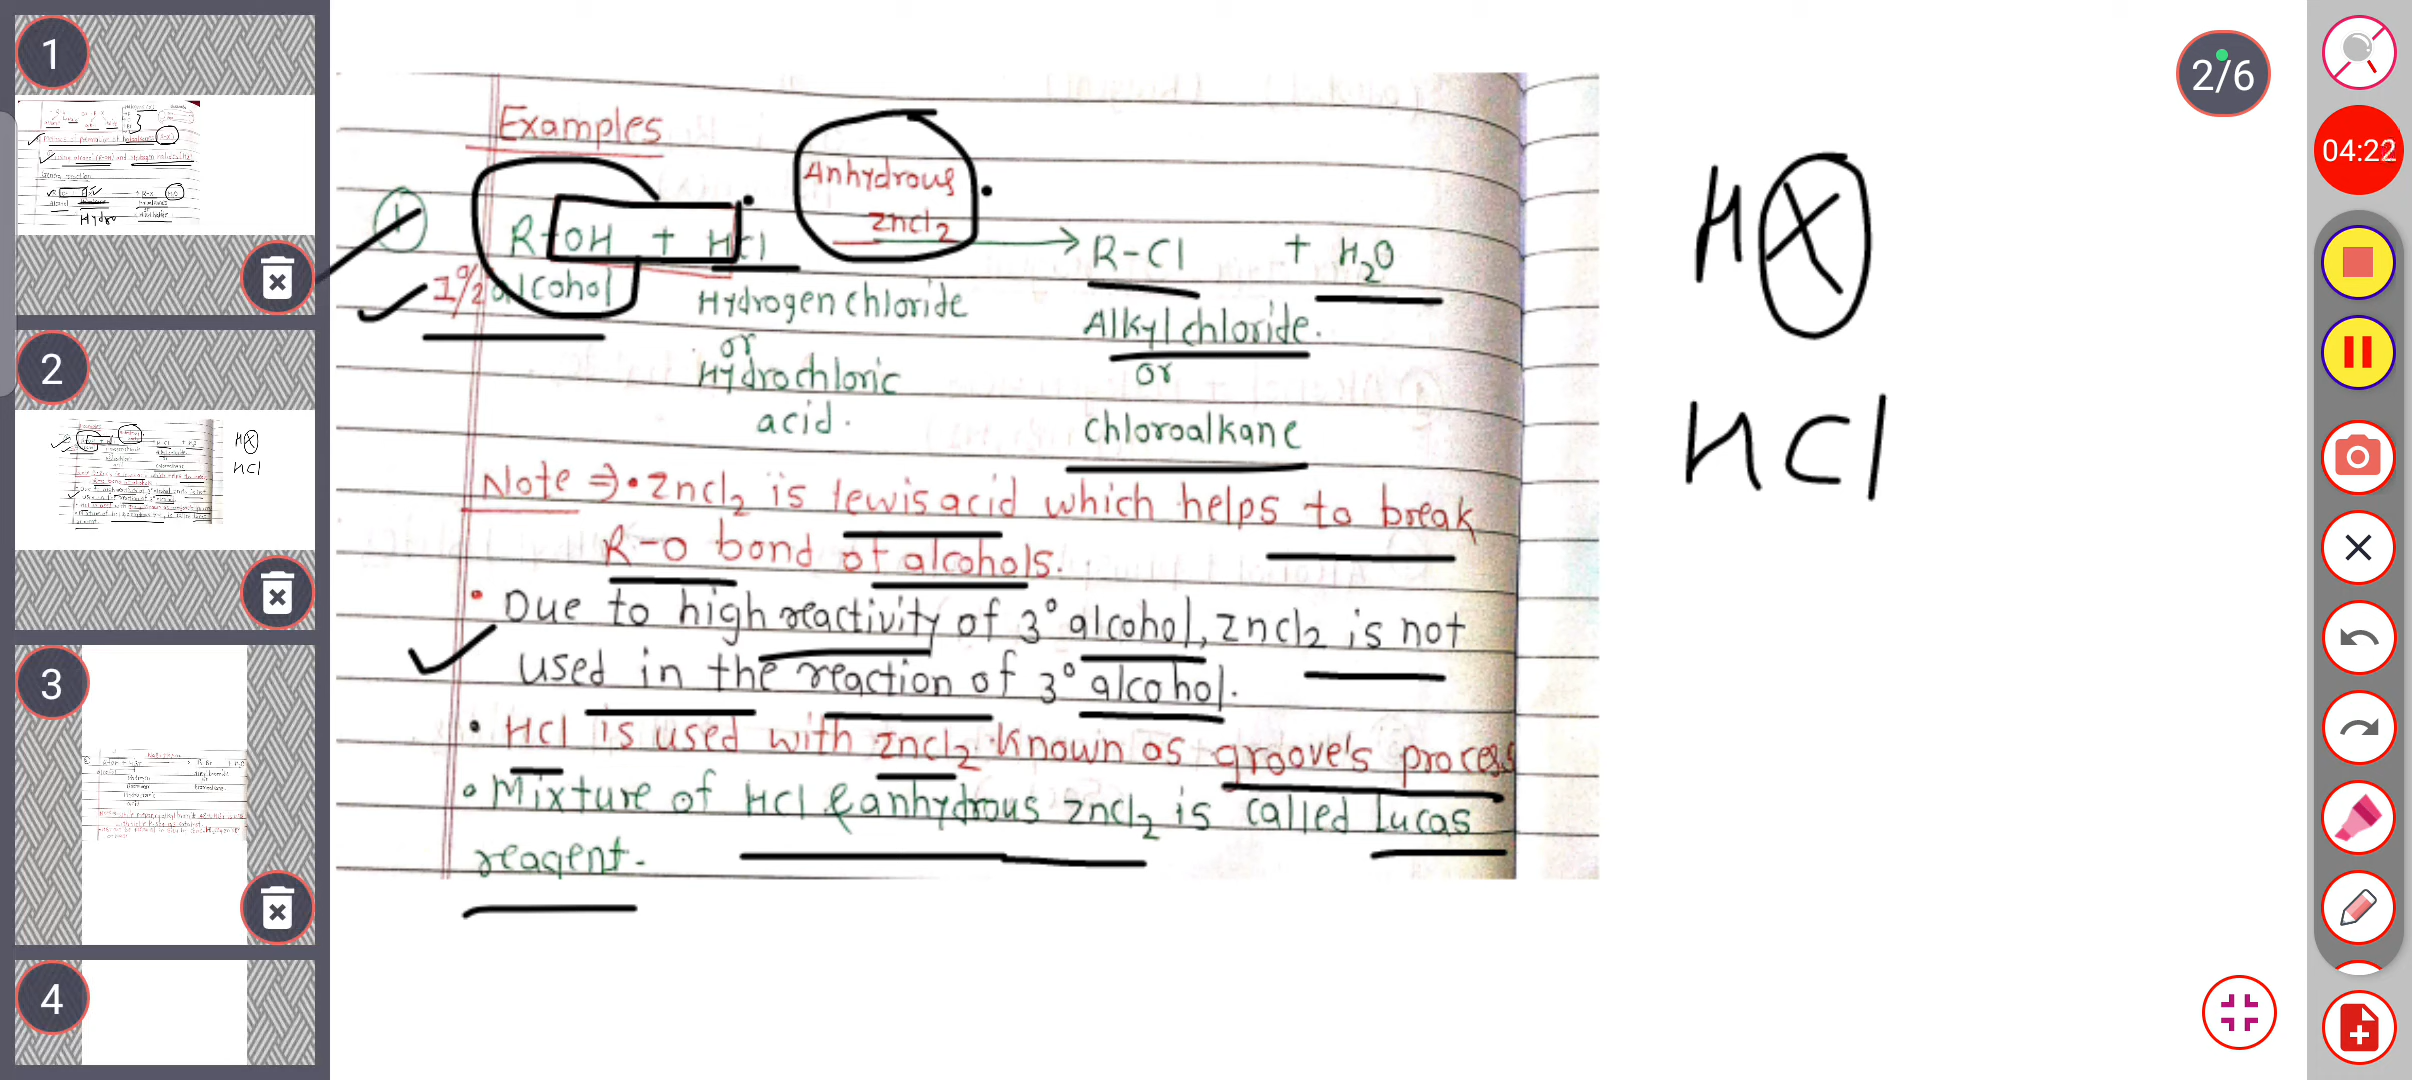 1
2
3
4
2/6
04:22
Examples
Anhydrous
ZnCl2
1
R-OH + HCl → R-Cl + H2O
1°/2° alcohol
Hydrogen chloride
or
Hydrochloric
acid.
Alkyl chloride.
or
chloroalkane
Note ⇒ • ZnCl2 is lewis acid which helps to break
R-O bond of alcohols.
• Due to high reactivity of 3° alcohol, ZnCl2 is not
used in the reaction of 3° alcohol.
• HCl is used with ZnCl2 known as groove's process
• Mixture of HCl & anhydrous ZnCl2 is called Lucas
reagent.
HX
HCl